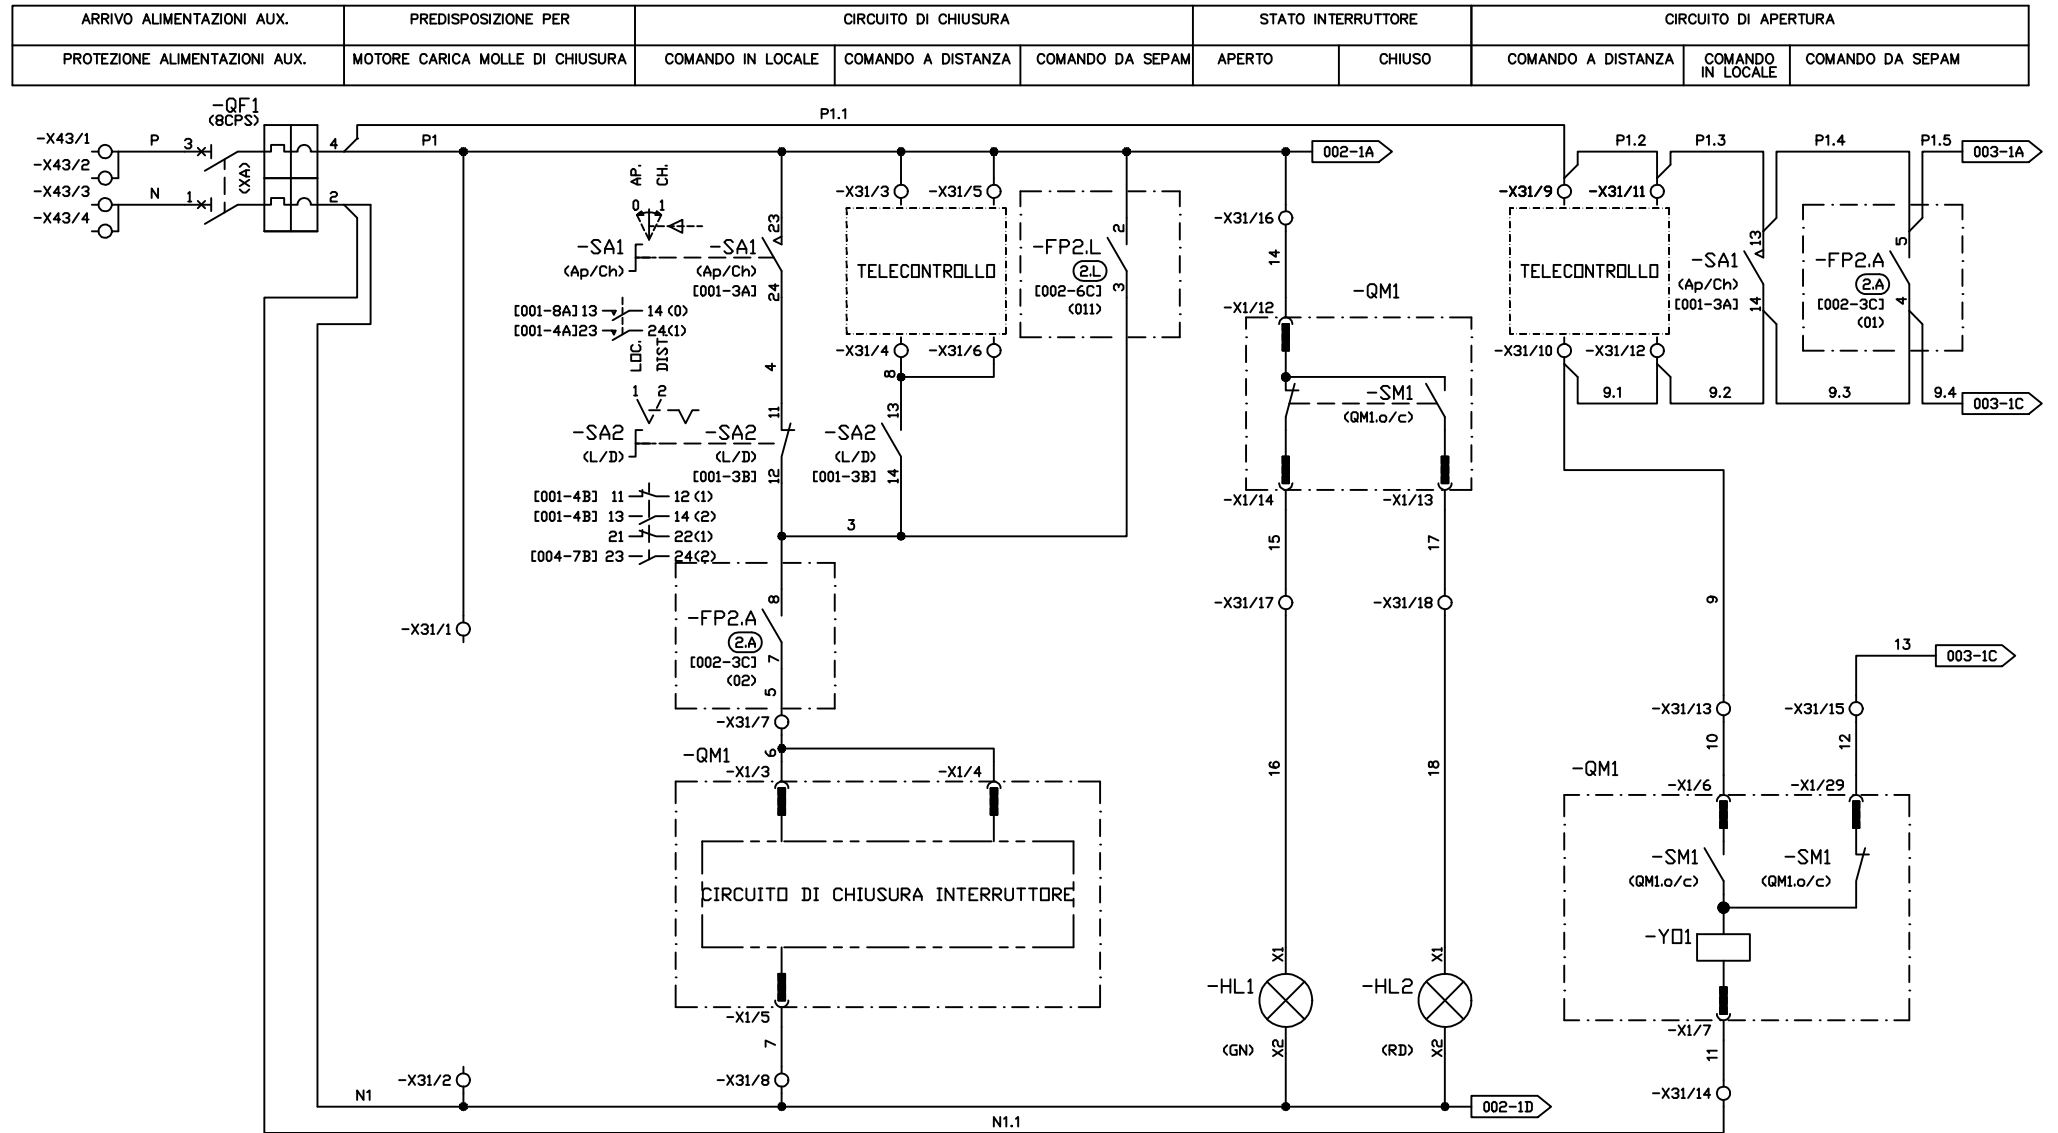 ARRIVO ALIMENTAZIONI AUX.
PREDISPOSIZIONE PER
CIRCUITO DI CHIUSURA
STATO INTERRUTTORE
CIRCUITO DI APERTURA
PROTEZIONE ALIMENTAZIONI AUX.
MOTORE CARICA MOLLE DI CHIUSURA
COMANDO IN LOCALE
COMANDO A DISTANZA
COMANDO DA SEPAM
APERTO
CHIUSO
COMANDO A DISTANZA
COMANDO
IN LOCALE
COMANDO DA SEPAM
-QF1
(8CPS)
-X43/1
-X43/2
-X43/3
-X43/4
P
N
3
1
(XA)
4
2
P1.1
P1
002-1A
AP.
CH.
0
1
-SA1
(Ap/Ch)
[001-8A] 13
14 (0)
[001-4A] 23
24(1)
LOC.
DIST.
1
2
-SA2
(L/D)
[001-4B] 11
12 (1)
[001-4B] 13
14 (2)
21
22(1)
[004-7B] 23
24(2)
-X31/1
-X31/2
N1
N1.1
23
-SA1
(Ap/Ch)
[001-3A]
24
4
11
-SA2
(L/D)
[001-3B]
12
8
-FP2.A
2.A
[002-3C]
(02)
7
5
-X31/7
6
-QM1
-X1/3
-X1/4
CIRCUITO DI CHIUSURA INTERRUTTORE
-X1/5
7
-X31/8
-X31/3
-X31/5
TELECONTROLLO
-X31/4
-X31/6
8
13
-SA2
(L/D)
[001-3B]
14
3
2
-FP2.L
2.L
[002-6C]
(011)
3
-X31/16
14
-X1/12
-QM1
-SM1
(QM1.o/c)
-X1/14
-X1/13
15
17
-X31/17
-X31/18
16
18
X1
X1
-HL1
-HL2
(GN)
X2
(RD)
X2
002-1D
P1.2
P1.3
P1.4
P1.5
003-1A
-X31/9
-X31/11
TELECONTROLLO
-X31/10
-X31/12
13
-SA1
(Ap/Ch)
[001-3A]
14
5
-FP2.A
2.A
[002-3C]
(01)
4
9.1
9.2
9.3
9.4
003-1C
9
13
003-1C
-X31/13
-X31/15
10
12
-QM1
-X1/6
-X1/29
-SM1
(QM1.o/c)
-SM1
(QM1.o/c)
-YO1
-X1/7
11
-X31/14